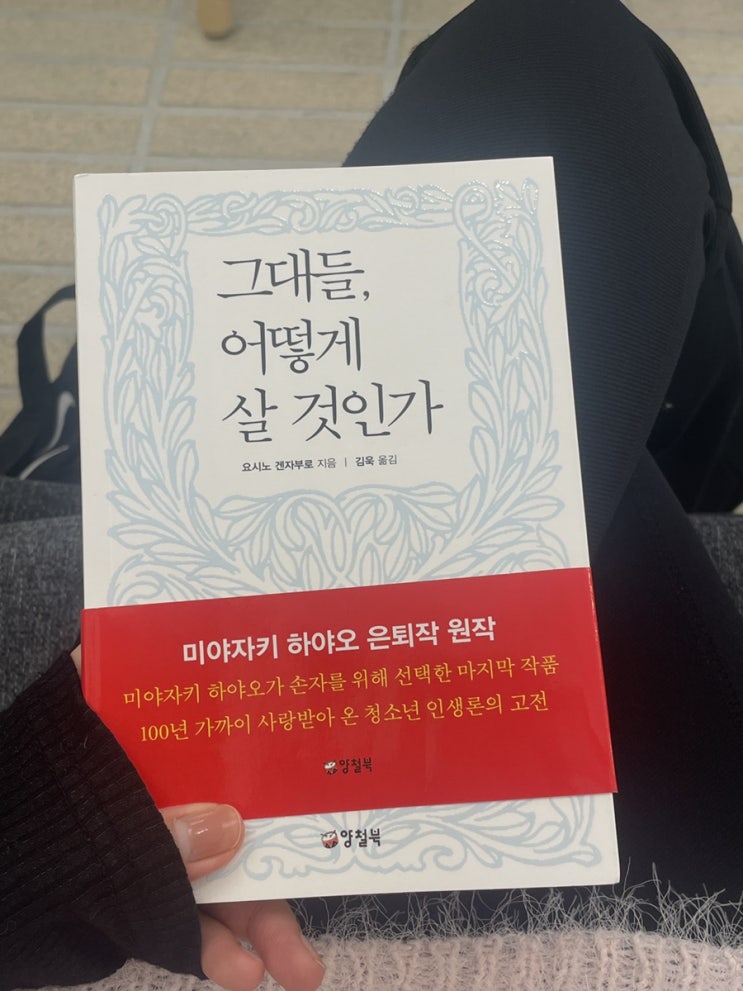 그대들,
어떻게
살 것인가
요시노 겐자부로 지음 | 김욱 옮김
미야자키 하야오 은퇴작 원작
미야자키 하야오가 손자를 위해 선택한 마지막 작품
100년 가까이 사랑받아 온 청소년 인생론의 고전
양철북
양철북